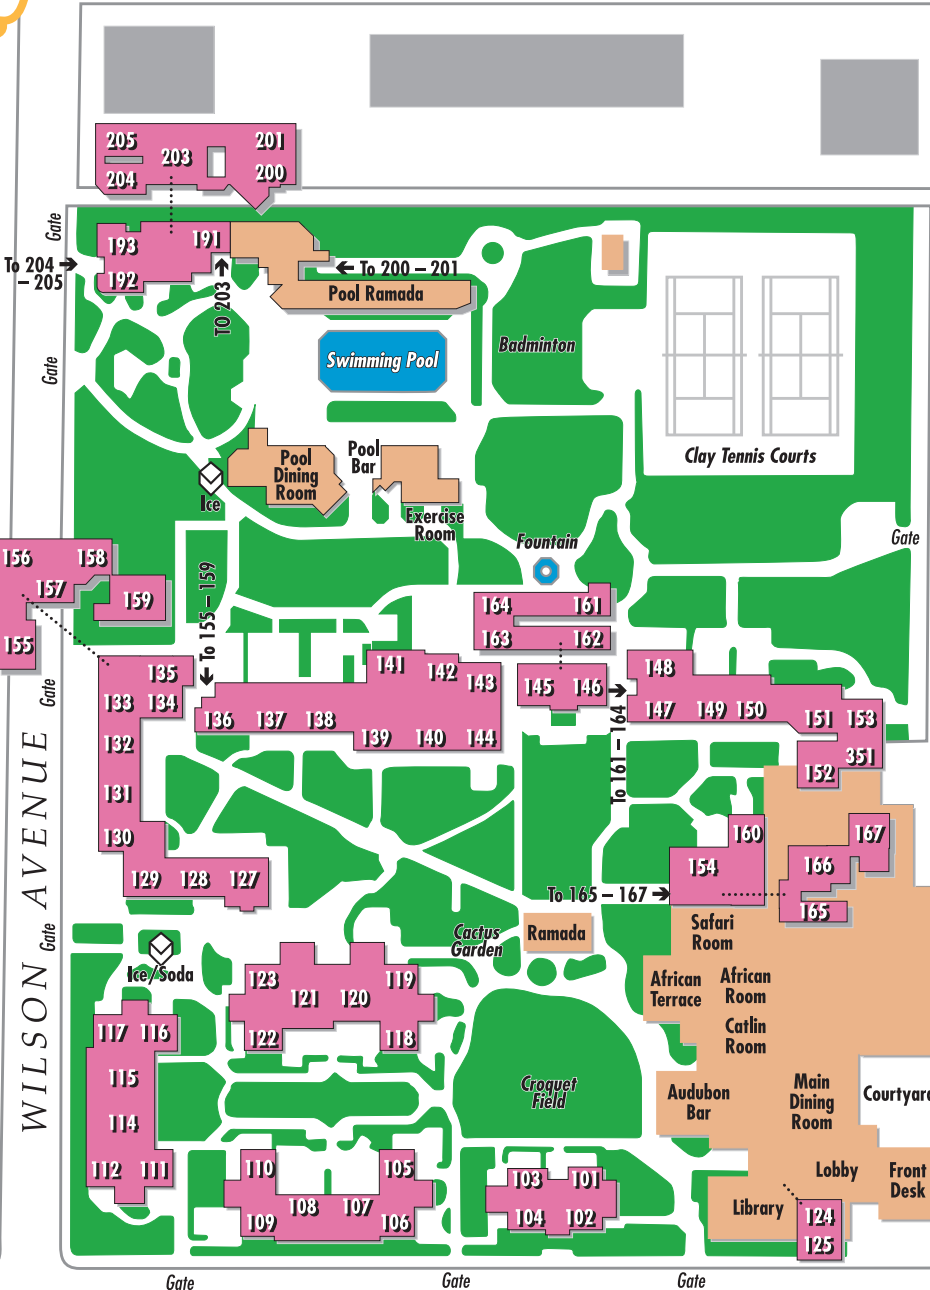 205
203
201
204
200
Gate
193
191
To 204
– 205
192
TO 203
To 200 – 201
Pool Ramada
Gate
Swimming Pool
Badminton
Clay Tennis Courts
Pool
Dining
Room
Pool
Bar
Ice
Exercise
Room
Fountain
Gate
156
158
157
159
155
To 155 – 159
164
161
163
162
Gate
135
133
134
132
131
130
129
128
127
136
137
138
141
142
143
139
140
144
145
146
To 161 – 164
148
147
149
150
151
153
351
152
160
154
167
166
165
To 165 – 167
WILSON AVENUE
Gate
Ice/Soda
Cactus
Garden
Ramada
Safari
Room
African
Terrace
African
Room
Catlin
Room
123
121
120
119
122
118
117
116
115
114
112
111
Croquet
Field
Audubon
Bar
Main
Dining
Room
Courtyard
110
105
108
107
109
106
103
101
104
102
Lobby
Front
Desk
Library
124
125
Gate
Gate
Gate